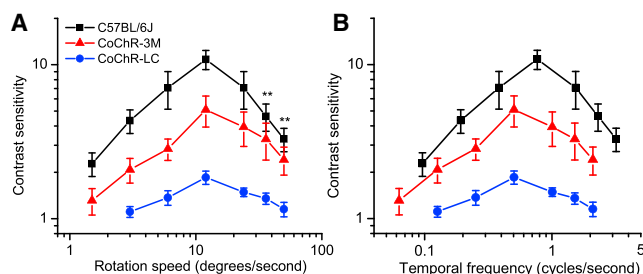 A
C57BL/6J
CoChR-3M
CoChR-LC
Contrast sensitivity
10
1
**
**
1
10
100
Rotation speed (degrees/second)
B
Contrast sensitivity
10
1
0.1
1
5
Temporal frequency (cycles/second)